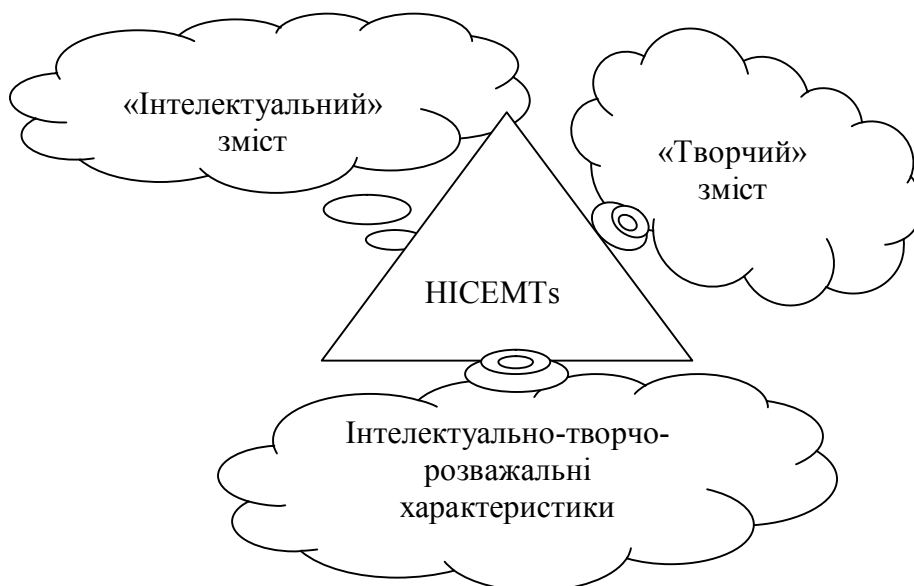 «Інтелектуальний»
зміст
«Творчий»
зміст
HICEMTs
Інтелектуально-творчо-
розважальні
характеристики